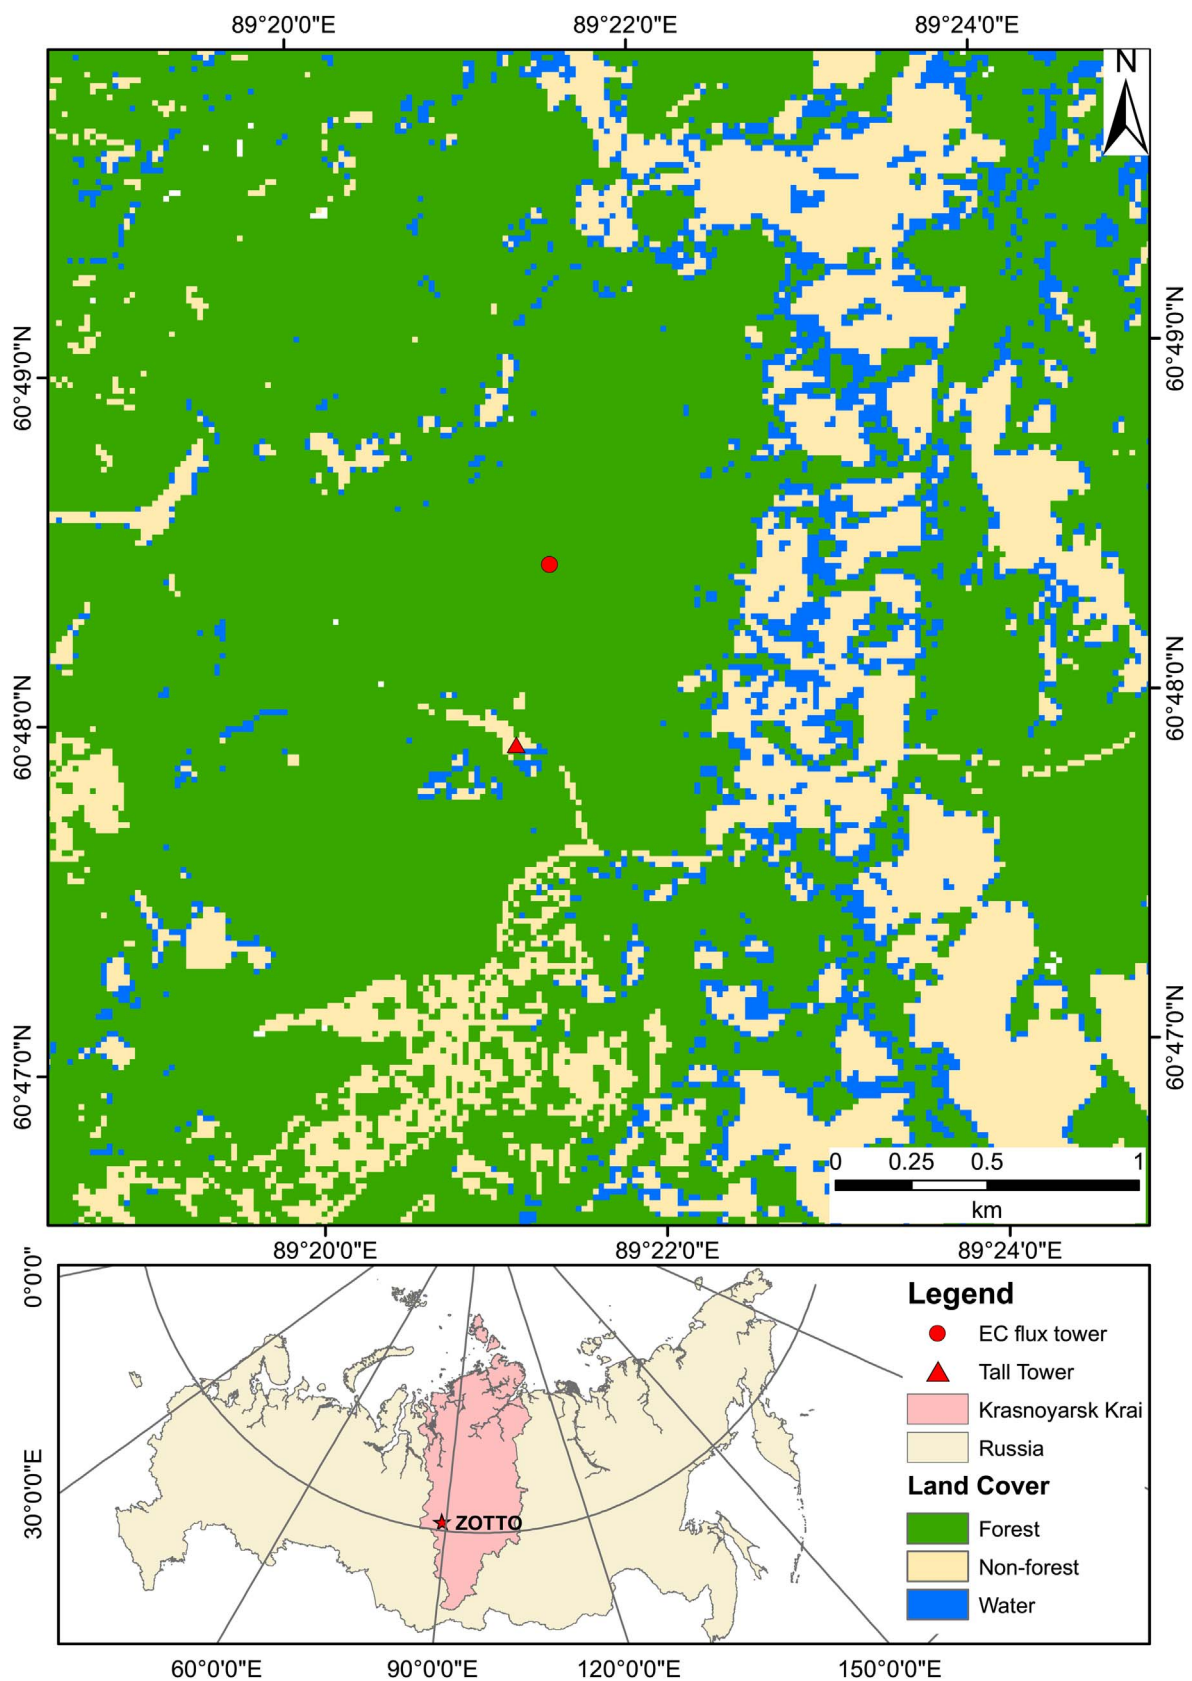 89°20'0"E 89°22'0"E 89°24'0"E
N
60°49'0"N
60°49'0"N
60°48'0"N
60°48'0"N
60°47'0"N
60°47'0"N
0 0.25 0.5 1
km
89°20'0"E 89°22'0"E 89°24'0"E
0°0'0"
30°0'0"E
ZOTTO
60°0'0"E 90°0'0"E 120°0'0"E 150°0'0"E
Legend
EC flux tower
Tall Tower
Krasnoyarsk Krai
Russia
Land Cover
Forest
Non-forest
Water